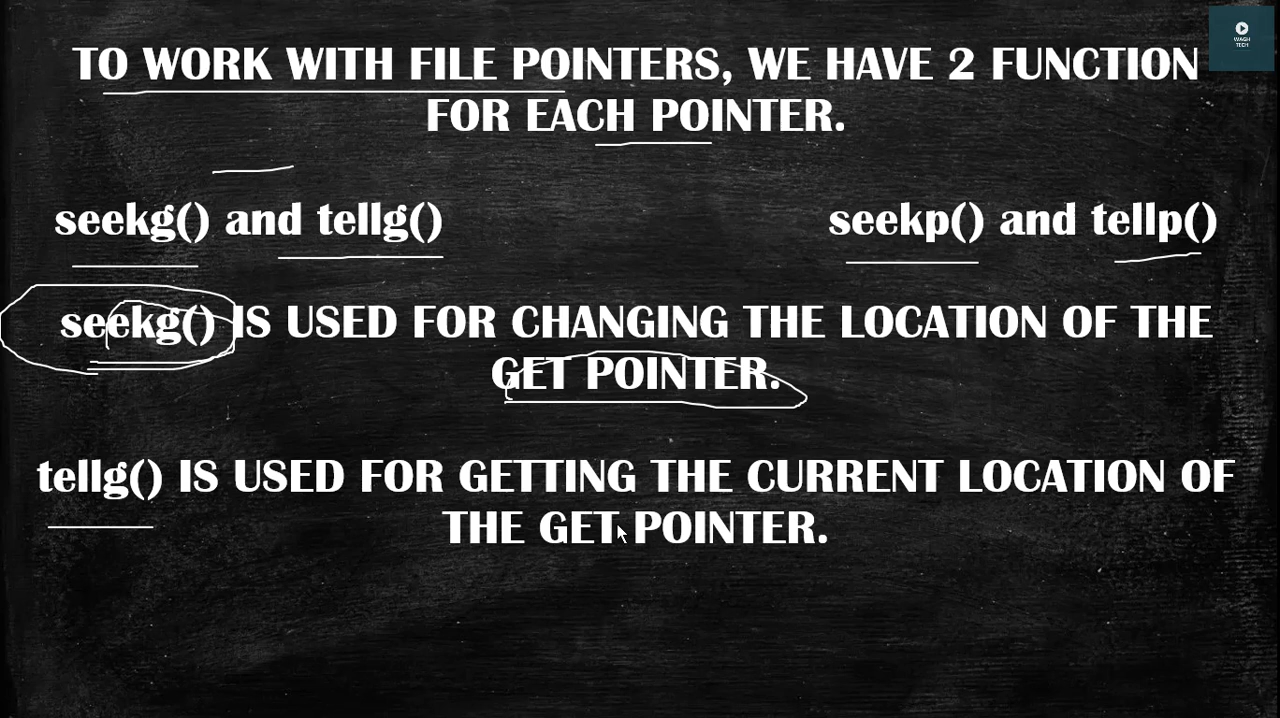 TO WORK WITH FILE POINTERS, WE HAVE 2 FUNCTION
FOR EACH POINTER.
seekg() and tellg()
seekp() and tellp()
seekg() IS USED FOR CHANGING THE LOCATION OF THE
GET POINTER.
tellg() IS USED FOR GETTING THE CURRENT LOCATION OF
THE GET POINTER.
WAGH
TECH